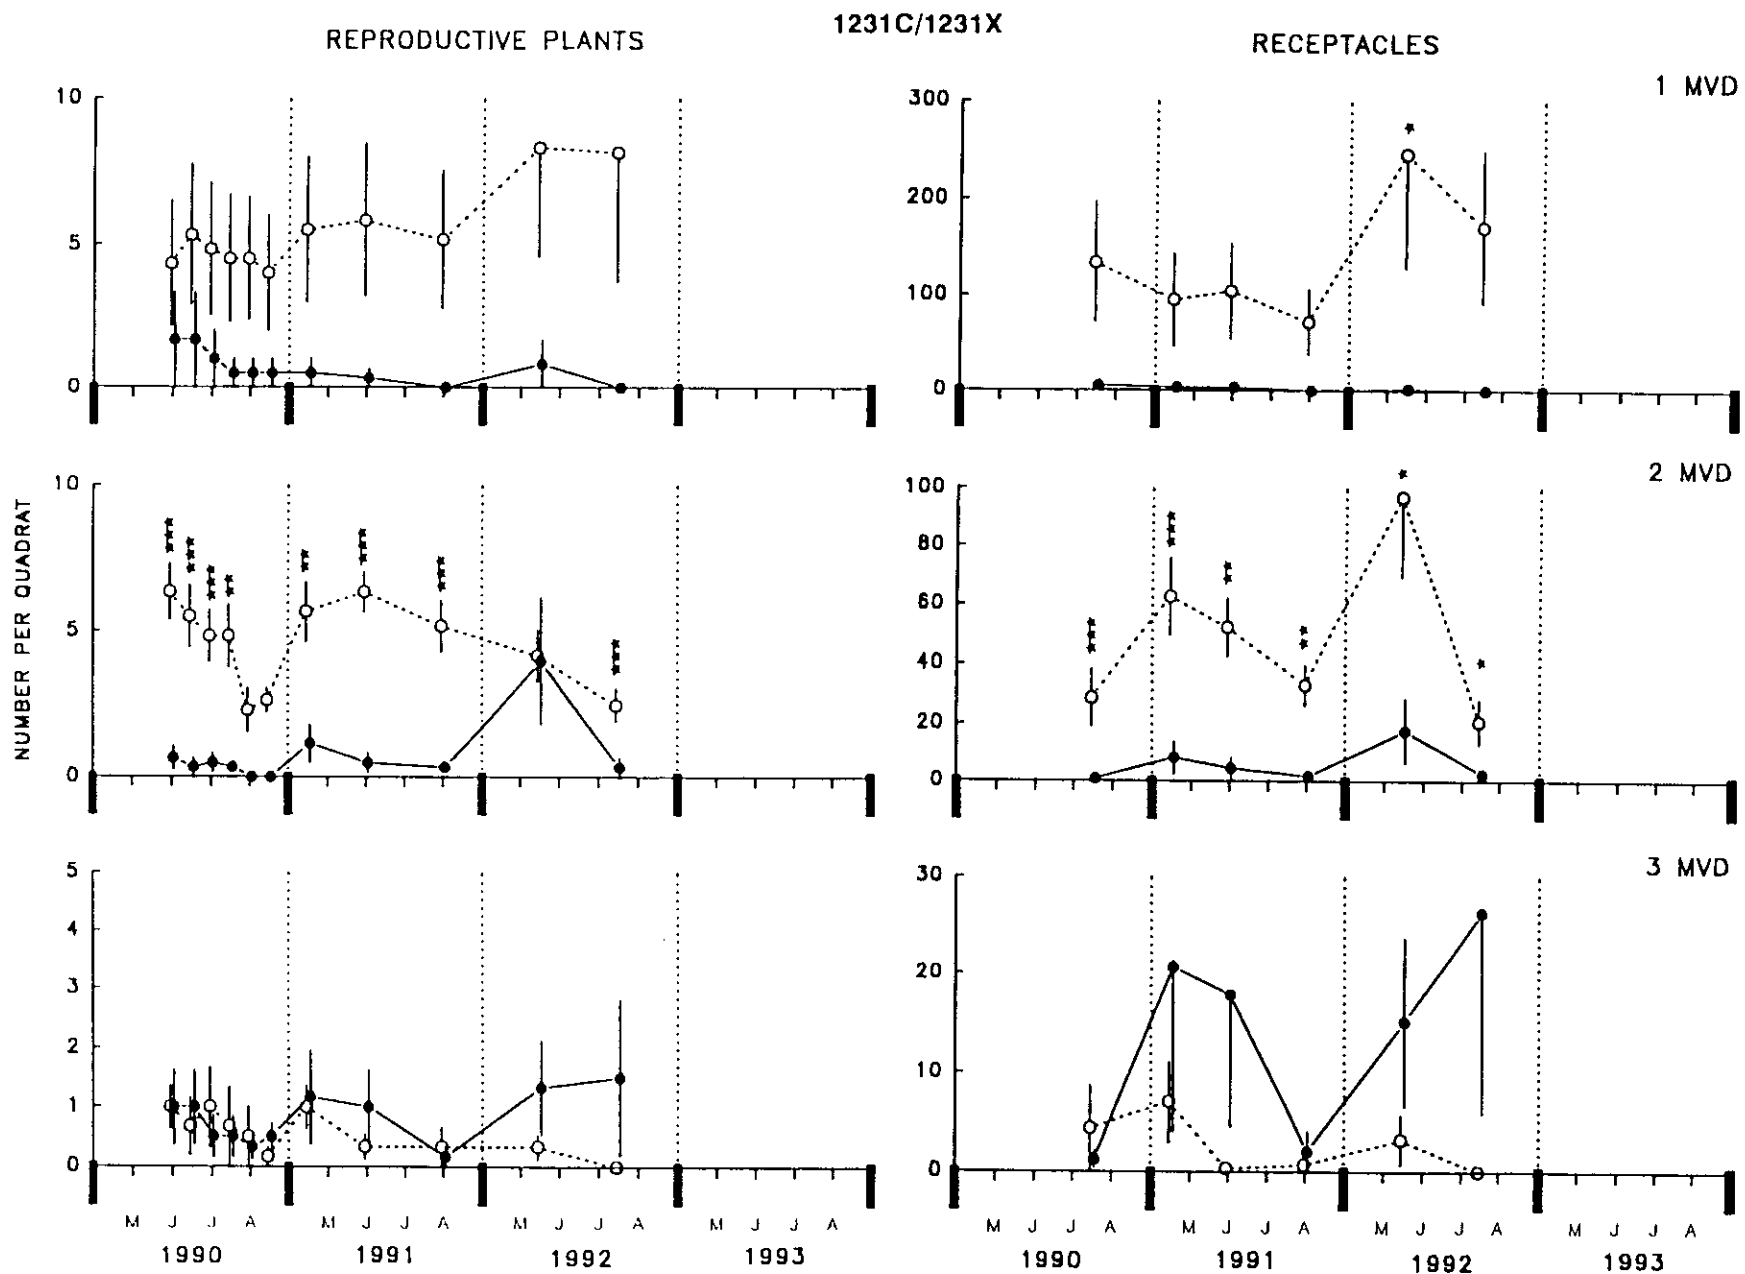 1231C/1231X
REPRODUCTIVE PLANTS
RECEPTACLES
1 MVD
10
5
0
300
200
100
0
2 MVD
NUMBER PER QUADRAT
10
5
0
100
80
60
40
20
0
3 MVD
5
4
3
2
1
0
30
20
10
0
M J J A M J J A M J J A M J J A
1990 1991 1992 1993
M J J A M J J A M J J A M J J A
1990 1991 1992 1993